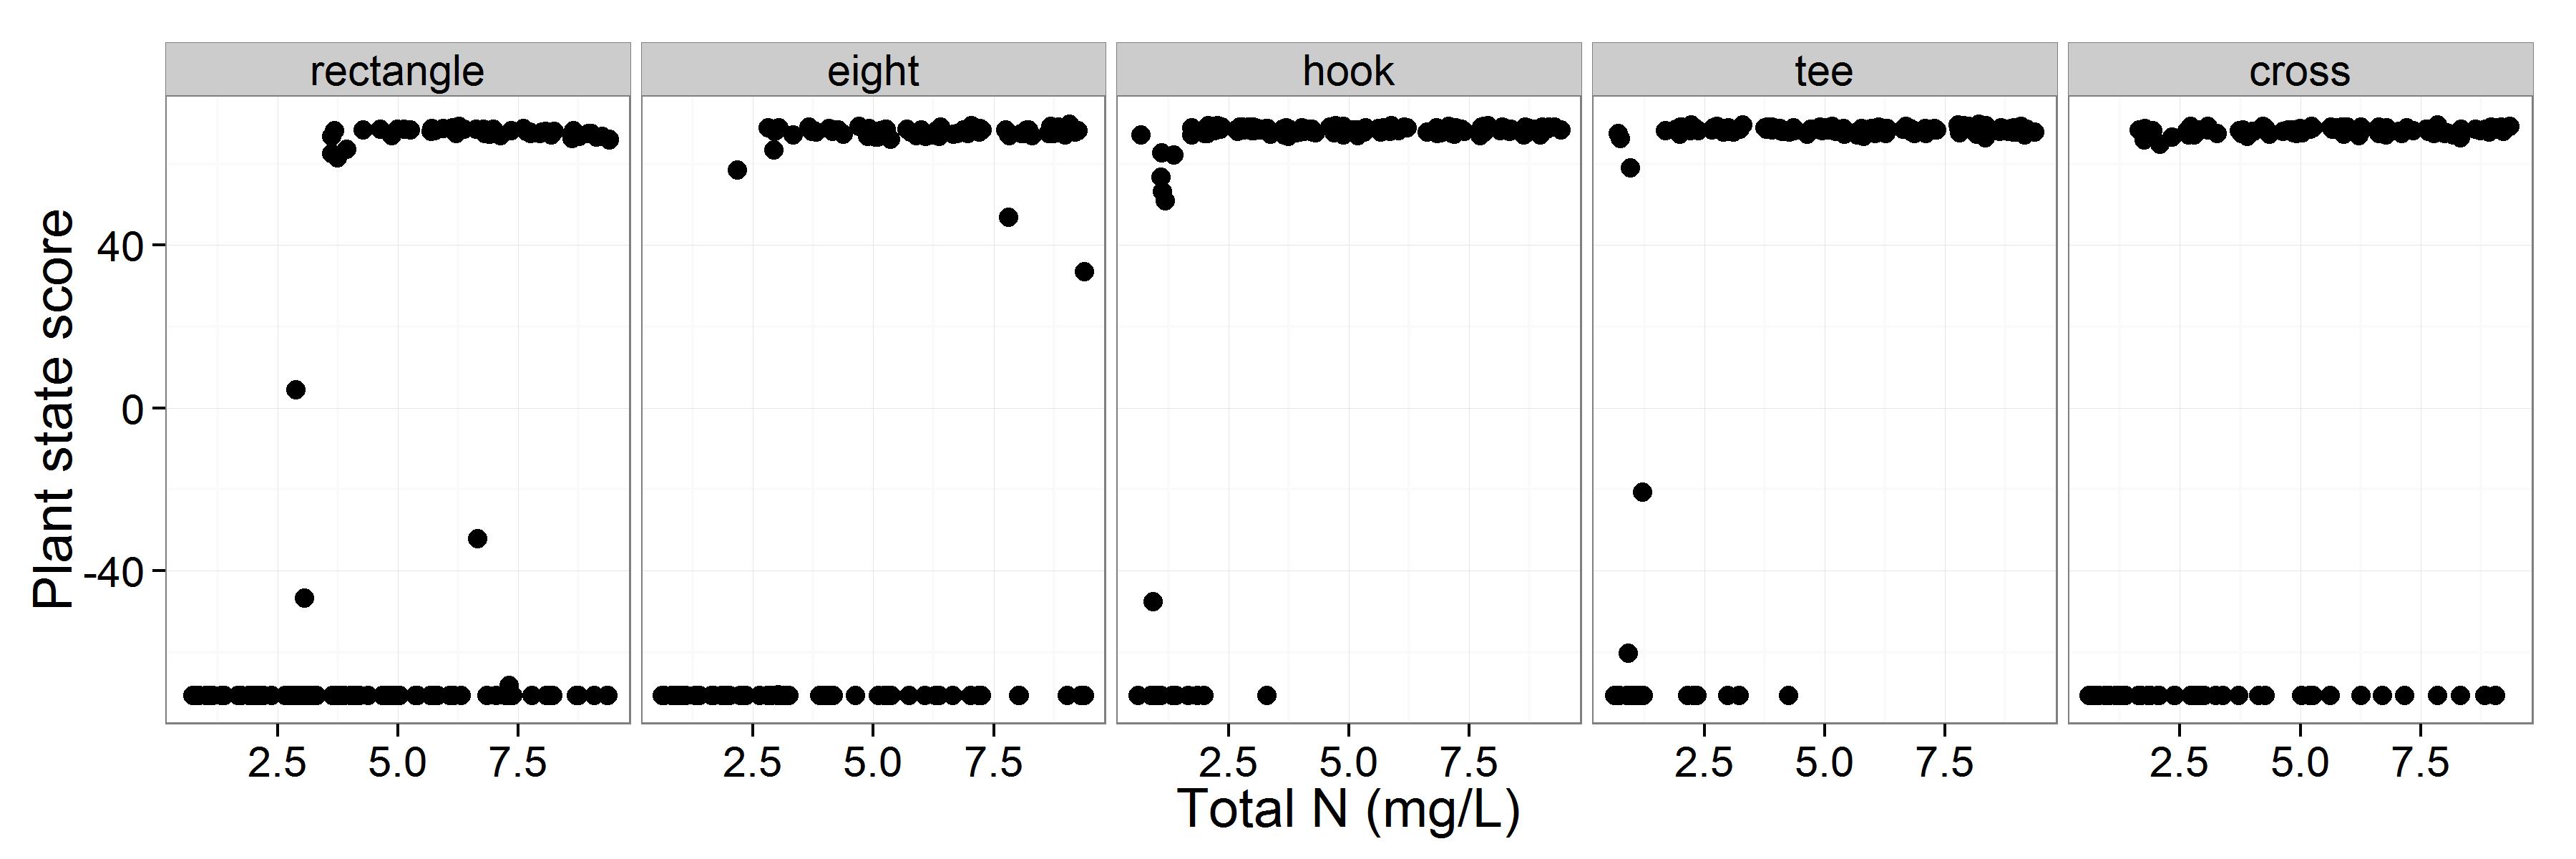 rectangle eight hook tee cross
Plant state score
40
0
-40
2.5 5.0 7.5 2.5 5.0 7.5 2.5 5.0 7.5 2.5 5.0 7.5 2.5 5.0 7.5
Total N (mg/L)